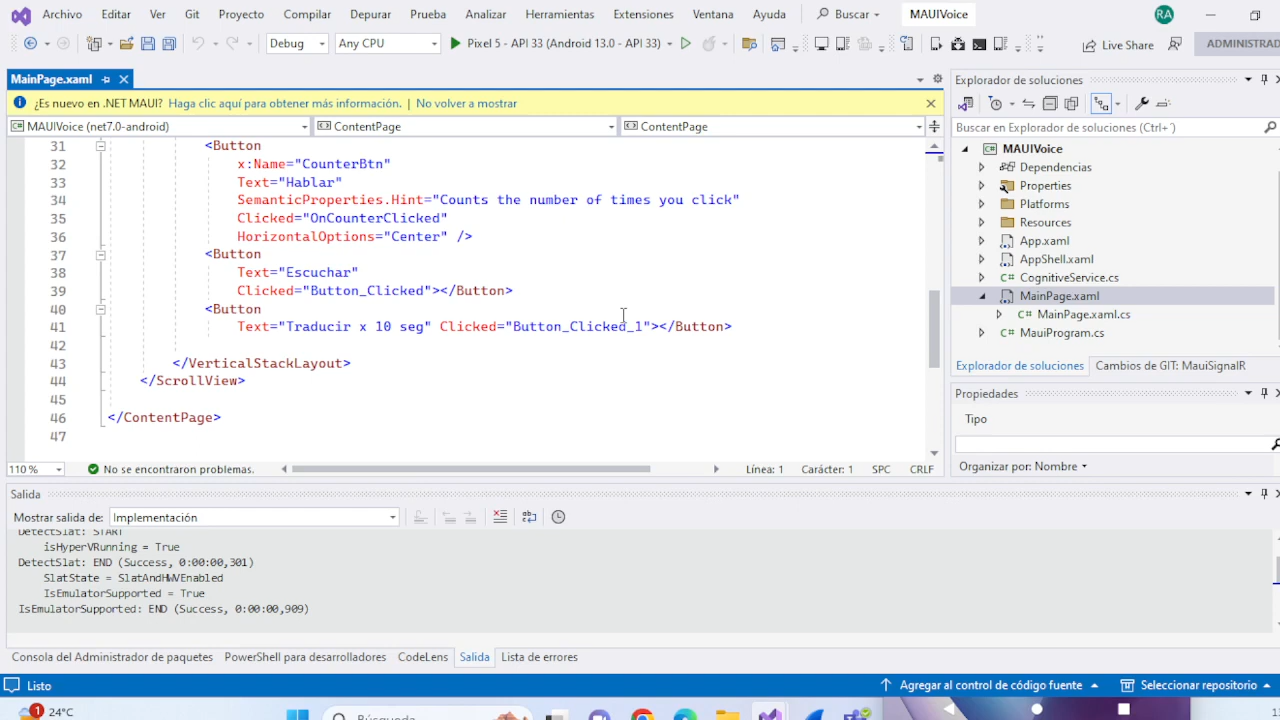 Archivo Editar Ver Git Proyecto Compilar Depurar Prueba Analizar Herramientas Extensiones Ventana Ayuda Buscar MAUIVoice RA
Debug Any CPU Pixel 5 - API 33 (Android 13.0 - API 33) Live Share ADMINISTRAD
MainPage.xaml
¿Es nuevo en .NET MAUI? Haga clic aquí para obtener más información. | No volver a mostrar
MAUIVoice (net7.0-android) ContentPage ContentPage
31 <Button
32 x:Name="CounterBtn"
33 Text="Hablar"
34 SemanticProperties.Hint="Counts the number of times you click"
35 Clicked="OnCounterClicked"
36 HorizontalOptions="Center" />
37 <Button
38 Text="Escuchar"
39 Clicked="Button_Clicked"></Button>
40 <Button
41 Text="Traducir x 10 seg" Clicked="Button_Clicked_1"></Button>
42
43 </VerticalStackLayout>
44 </ScrollView>
45
46 </ContentPage>
47
110 % No se encontraron problemas. Línea: 1 Carácter: 1 SPC CRLF
Explorador de soluciones
Buscar en Explorador de soluciones (Ctrl+´)
MAUIVoice
Dependencias
Properties
Platforms
Resources
App.xaml
AppShell.xaml
CognitiveService.cs
MainPage.xaml
MainPage.xaml.cs
MauiProgram.cs
Explorador de soluciones Cambios de GIT: MauiSignalR
Propiedades
Tipo
Organizar por: Nombre
Salida
Mostrar salida de: Implementación
DetectSlat: START
isHyperVRunning = True
DetectSlat: END (Success, 0:00:00,301)
SlatState = SlatAndHWVEnabled
IsEmulatorSupported = True
IsEmulatorSupported: END (Success, 0:00:00,909)
Consola del Administrador de paquetes PowerShell para desarrolladores CodeLens Salida Lista de errores
Listo Agregar al control de código fuente Seleccionar repositorio
1 24°C Búsqueda